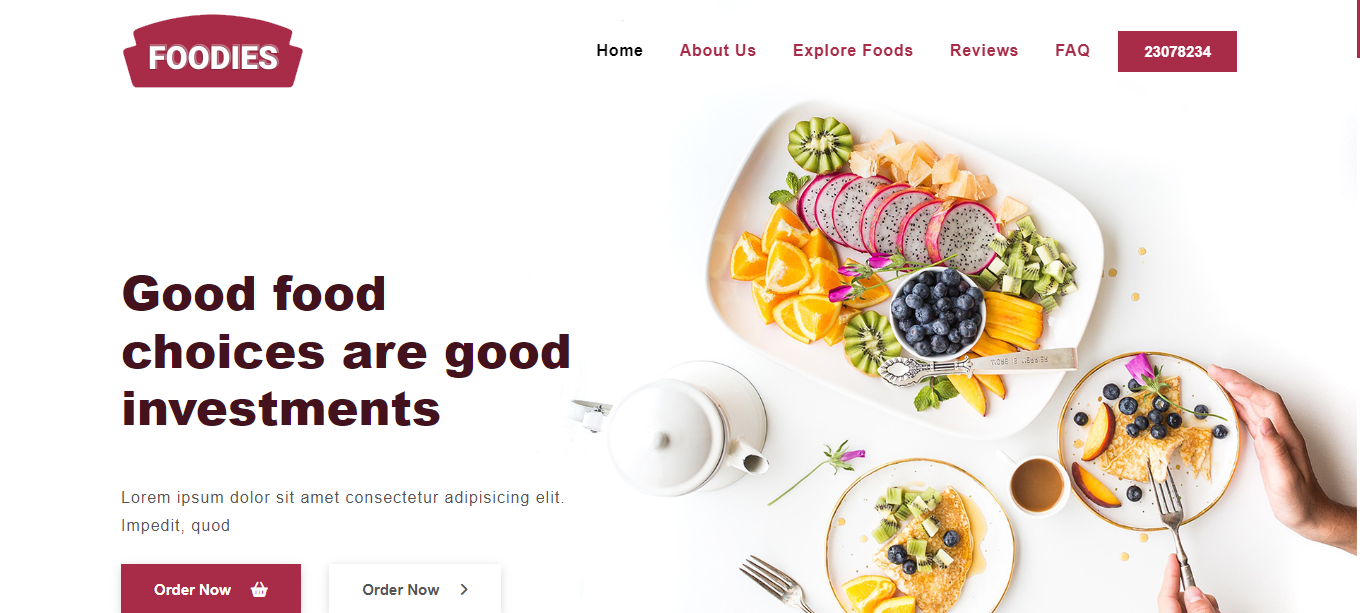 FOODIES
Home
About Us
Explore Foods
Reviews
FAQ
23078234
Good food
choices are good
investments
Lorem ipsum dolor sit amet consectetur adipisicing elit.
Impedit, quod
Order Now
Order Now